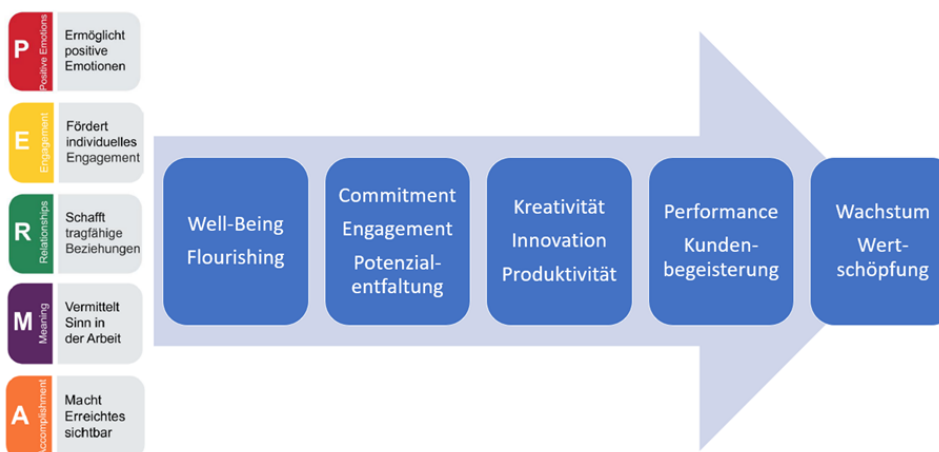 P
Positive Emotions
Ermöglicht
positive
Emotionen
E
Engagement
Fördert
individuelles
Engagement
R
Relationships
Schafft
tragfähige
Beziehungen
M
Meaning
Vermittelt
Sinn in
der Arbeit
A
Accomplishment
Macht
Erreichtes
sichtbar
Well-Being
Flourishing
Commitment
Engagement
Potenzial-
entfaltung
Kreativität
Innovation
Produktivität
Performance
Kunden-
begeisterung
Wachstum
Wert-
schöpfung